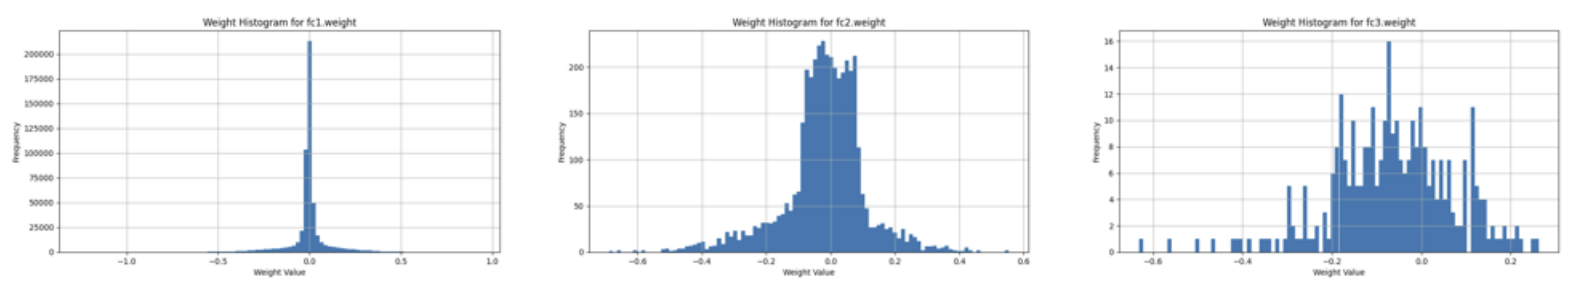 Weight Histogram for fc1.weight
200000
175000
150000
125000
100000
75000
50000
25000
0
Frequency
−1.0 −0.5 0.0 0.5 1.0
Weight Value
Weight Histogram for fc2.weight
200
150
100
50
0
Frequency
−0.6 −0.4 −0.2 0.0 0.2 0.4 0.6
Weight Value
Weight Histogram for fc3.weight
16
14
12
10
8
6
4
2
0
Frequency
−0.6 −0.4 −0.2 0.0 0.2
Weight Value